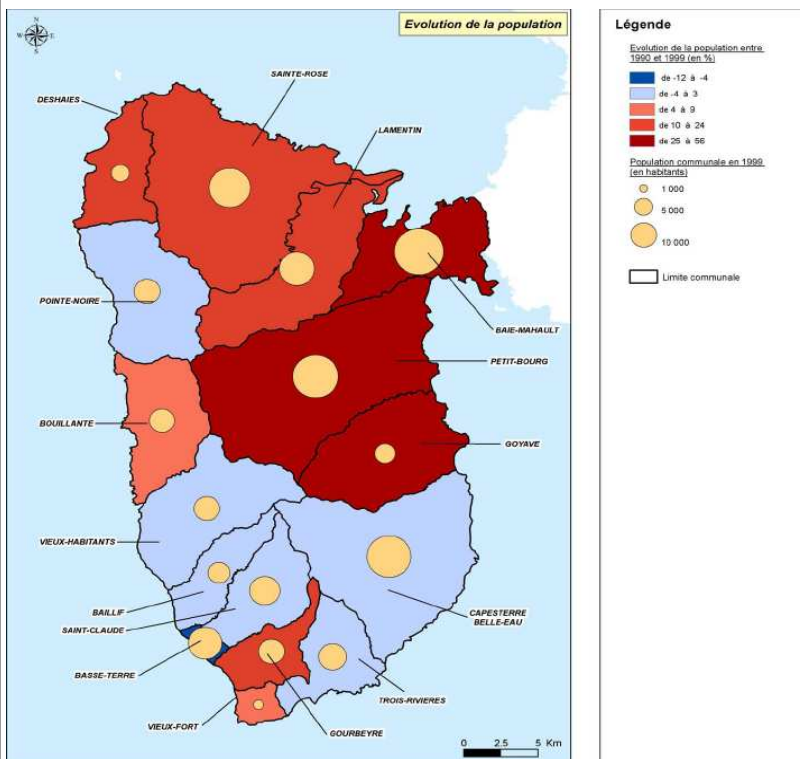 Evolution de la population
N
W E
S
SAINTE-ROSE
DESHAIES
LAMENTIN
POINTE-NOIRE
BAIE-MAHAULT
PETIT-BOURG
BOUILLANTE
GOYAVE
VIEUX-HABITANTS
BAILLIF
CAPESTERRE
BELLE-EAU
SAINT-CLAUDE
BASSE-TERRE
TROIS-RIVIERES
VIEUX-FORT
GOURBEYRE
0 2.5 5 Km
Légende
Evolution de la population entre
1990 et 1999 (en %)
de -12 à -4
de -4 à 3
de 4 à 9
de 10 à 24
de 25 à 56
Population communale en 1999
(en habitants)
1 000
5 000
10 000
Limite communale